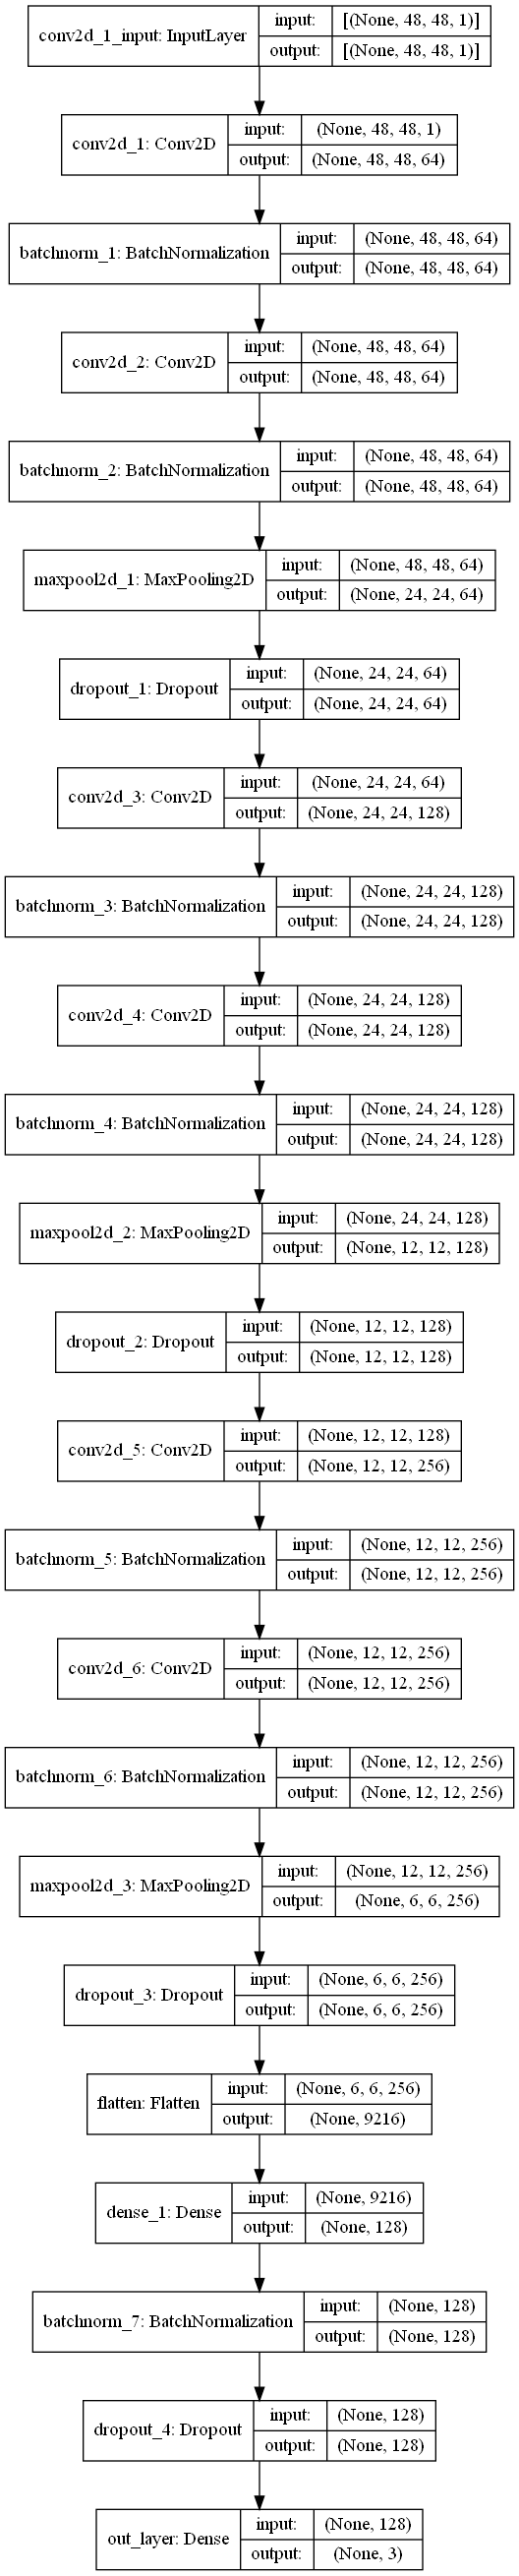 conv2d_1_input: InputLayer input: [(None, 48, 48, 1)]
output: [(None, 48, 48, 1)]
conv2d_1: Conv2D input: (None, 48, 48, 1)
output: (None, 48, 48, 64)
batchnorm_1: BatchNormalization input: (None, 48, 48, 64)
output: (None, 48, 48, 64)
conv2d_2: Conv2D input: (None, 48, 48, 64)
output: (None, 48, 48, 64)
batchnorm_2: BatchNormalization input: (None, 48, 48, 64)
output: (None, 48, 48, 64)
maxpool2d_1: MaxPooling2D input: (None, 48, 48, 64)
output: (None, 24, 24, 64)
dropout_1: Dropout input: (None, 24, 24, 64)
output: (None, 24, 24, 64)
conv2d_3: Conv2D input: (None, 24, 24, 64)
output: (None, 24, 24, 128)
batchnorm_3: BatchNormalization input: (None, 24, 24, 128)
output: (None, 24, 24, 128)
conv2d_4: Conv2D input: (None, 24, 24, 128)
output: (None, 24, 24, 128)
batchnorm_4: BatchNormalization input: (None, 24, 24, 128)
output: (None, 24, 24, 128)
maxpool2d_2: MaxPooling2D input: (None, 24, 24, 128)
output: (None, 12, 12, 128)
dropout_2: Dropout input: (None, 12, 12, 128)
output: (None, 12, 12, 128)
conv2d_5: Conv2D input: (None, 12, 12, 128)
output: (None, 12, 12, 256)
batchnorm_5: BatchNormalization input: (None, 12, 12, 256)
output: (None, 12, 12, 256)
conv2d_6: Conv2D input: (None, 12, 12, 256)
output: (None, 12, 12, 256)
batchnorm_6: BatchNormalization input: (None, 12, 12, 256)
output: (None, 12, 12, 256)
maxpool2d_3: MaxPooling2D input: (None, 12, 12, 256)
output: (None, 6, 6, 256)
dropout_3: Dropout input: (None, 6, 6, 256)
output: (None, 6, 6, 256)
flatten: Flatten input: (None, 6, 6, 256)
output: (None, 9216)
dense_1: Dense input: (None, 9216)
output: (None, 128)
batchnorm_7: BatchNormalization input: (None, 128)
output: (None, 128)
dropout_4: Dropout input: (None, 128)
output: (None, 128)
out_layer: Dense input: (None, 128)
output: (None, 3)